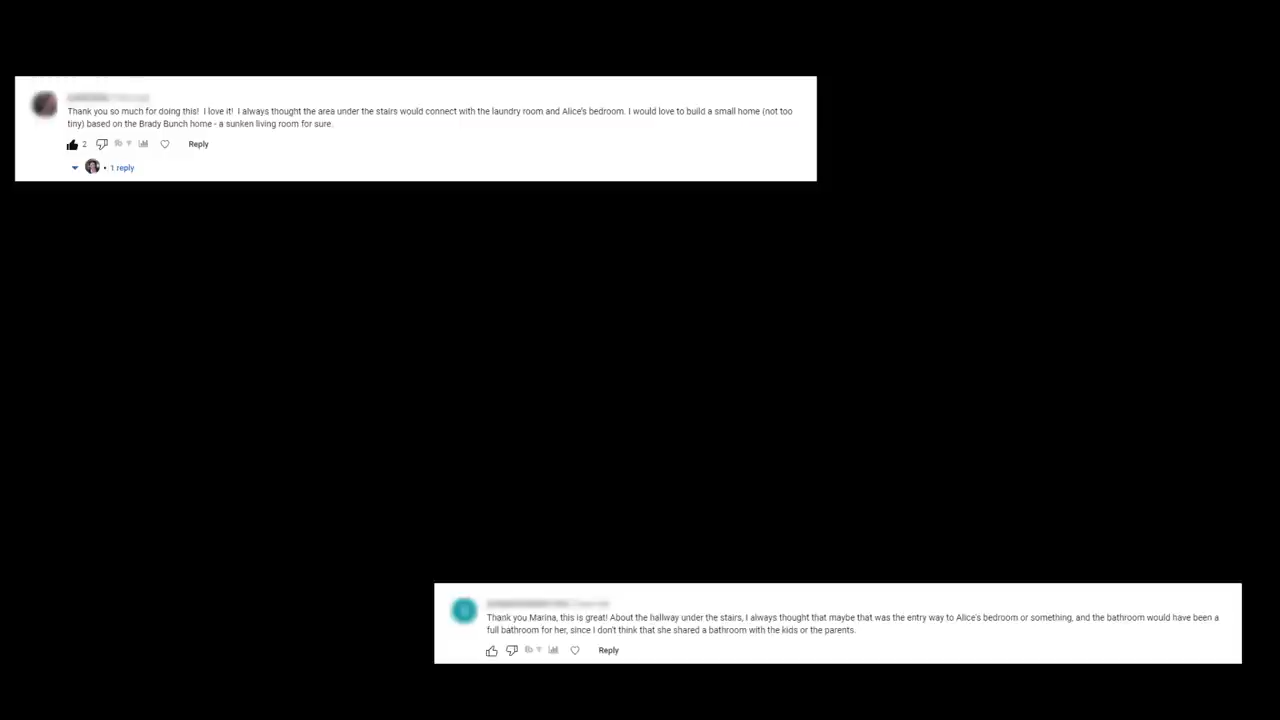 Thank you so much for doing this! I love it! I always thought the area under the stairs would connect with the laundry room and Alice's bedroom. I would love to build a small home (not too
tiny) based on the Brady Bunch home - a sunken living room for sure.
2
Reply
• 1 reply
Thank you Marina, this is great! About the hallway under the stairs, I always thought that maybe that was the entry way to Alice's bedroom or something, and the bathroom would have been a
full bathroom for her, since I don't think that she shared a bathroom with the kids or the parents.
Reply